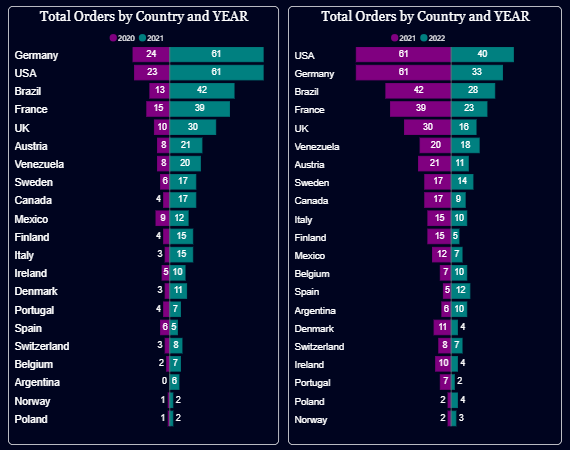 Total Orders by Country and YEAR
2020 2021
Germany 24 61
USA 23 61
Brazil 13 42
France 15 39
UK 10 30
Austria 8 21
Venezuela 8 20
Sweden 6 17
Canada 4 17
Mexico 9 12
Finland 4 15
Italy 3 15
Ireland 5 10
Denmark 3 11
Portugal 4 7
Spain 6 5
Switzerland 3 8
Belgium 2 7
Argentina 0 6
Norway 1 2
Poland 1 2
Total Orders by Country and YEAR
2021 2022
USA 61 40
Germany 61 33
Brazil 42 28
France 39 23
UK 30 16
Venezuela 20 18
Austria 21 11
Sweden 17 14
Canada 17 9
Italy 15 10
Finland 15 5
Mexico 12 7
Belgium 7 10
Spain 5 12
Argentina 6 10
Denmark 11 4
Switzerland 8 7
Ireland 10 4
Portugal 7 2
Poland 2 4
Norway 2 3